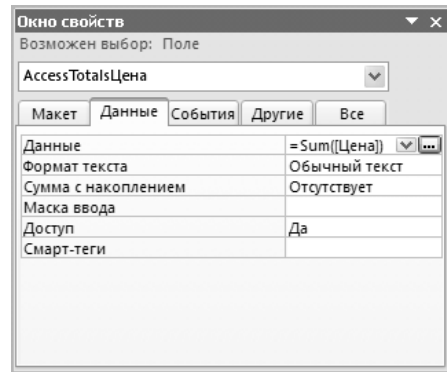 Окно свойств
Возможен выбор: Поле
AccessTotalsЦена
Макет Данные События Другие Все
Данные =Sum([Цена]) ...
Формат текста Обычный текст
Сумма с накоплением Отсутствует
Маска ввода
Доступ Да
Смарт-теги